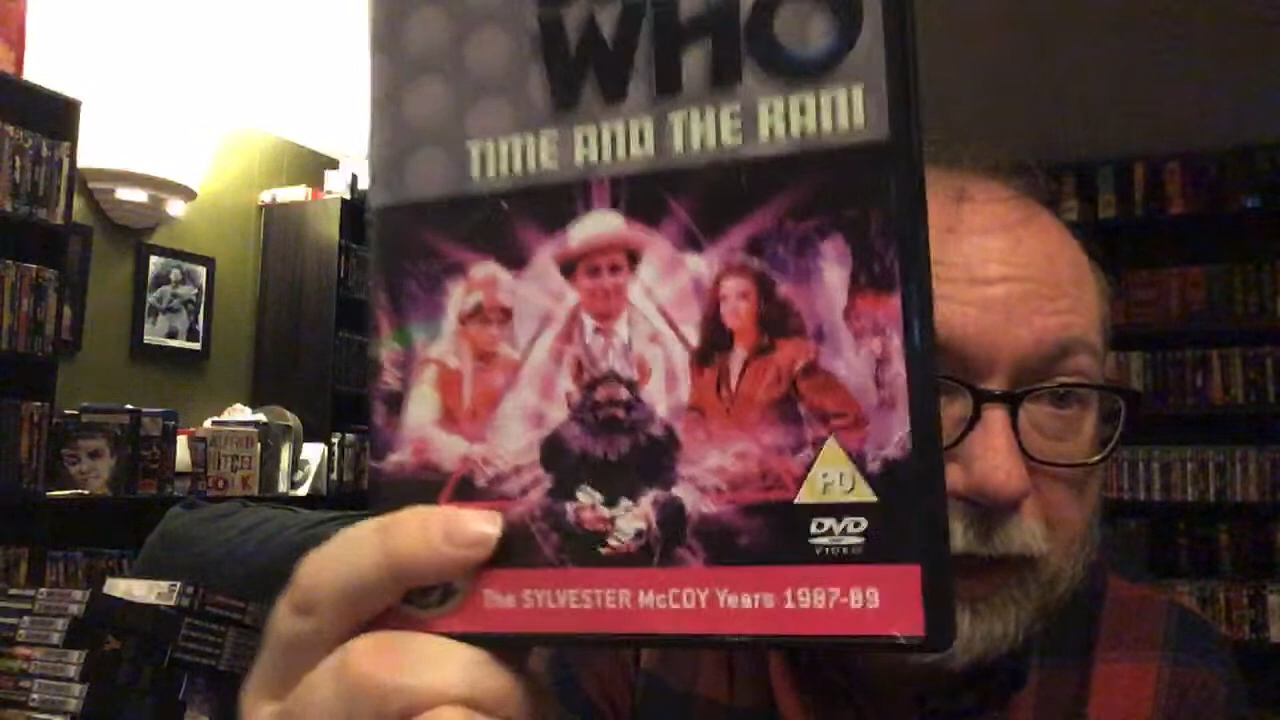 WHO
TIME AND THE RANI
PG
DVD
VIDEO
The SYLVESTER McCOY Years 1987-89